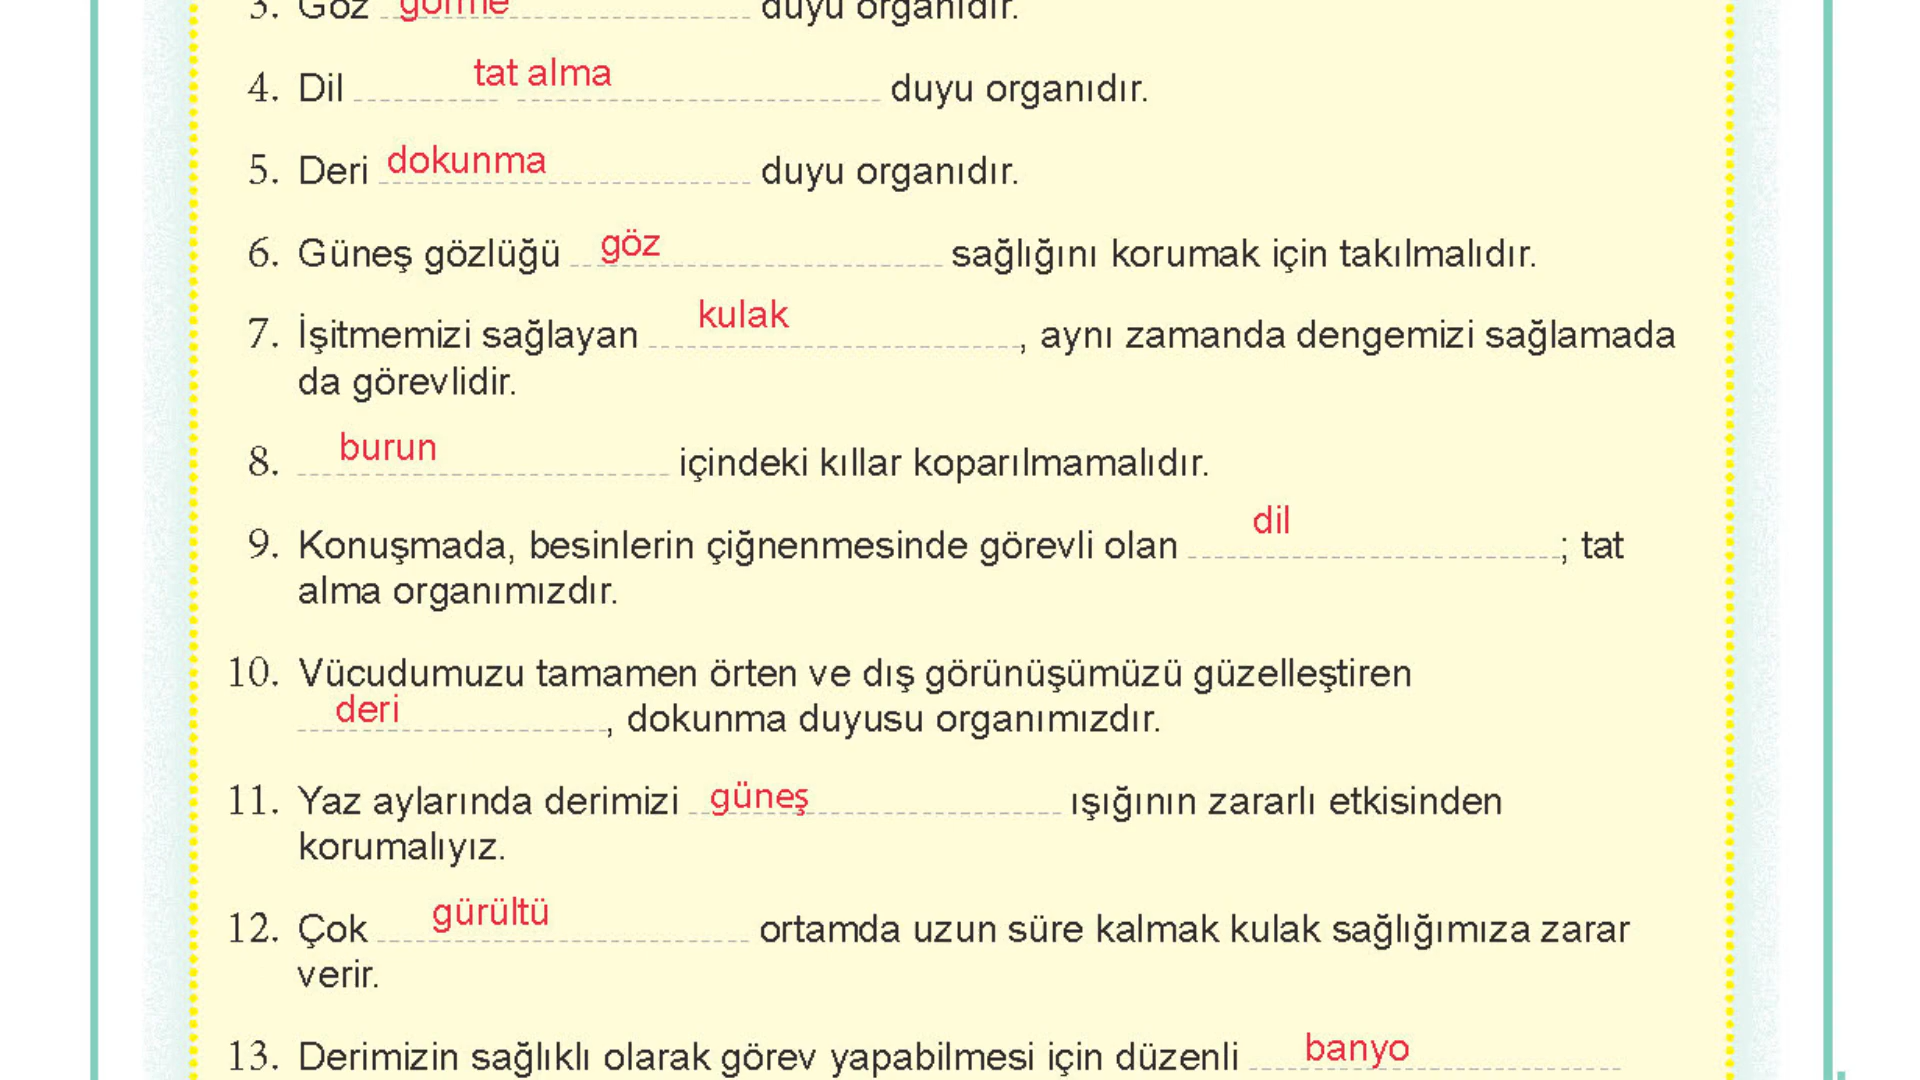 3. Göz görme duyu organıdır.
4. Dil tat alma duyu organıdır.
5. Deri dokunma duyu organıdır.
6. Güneş gözlüğü göz sağlığını korumak için takılmalıdır.
7. İşitmemizi sağlayan kulak, aynı zamanda dengemizi sağlamada
da görevlidir.
8. burun içindeki kıllar koparılmamalıdır.
9. Konuşmada, besinlerin çiğnenmesinde görevli olan dil; tat
alma organımızdır.
10. Vücudumuzu tamamen örten ve dış görünüşümüzü güzelleştiren
deri, dokunma duyusu organımızdır.
11. Yaz aylarında derimizi güneş ışığının zararlı etkisinden
korumalıyız.
12. Çok gürültü ortamda uzun süre kalmak kulak sağlığımıza zarar
verir.
13. Derimizin sağlıklı olarak görev yapabilmesi için düzenli banyo